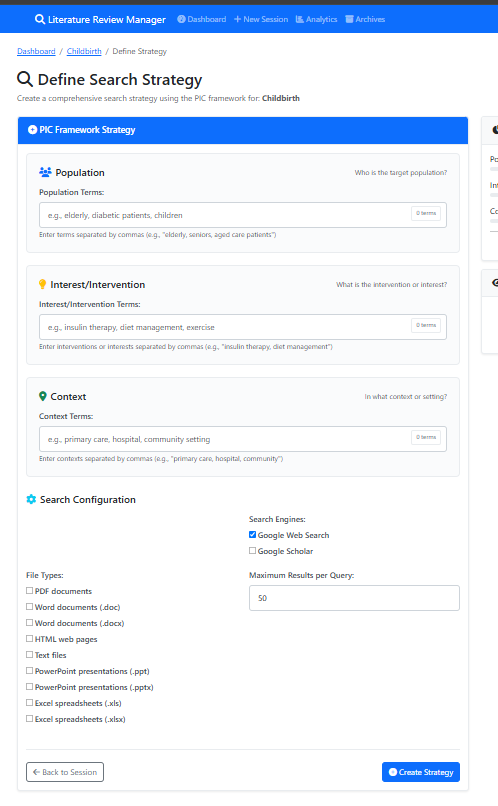 Literature Review Manager Dashboard New Session Analytics Archives
Dashboard / Childbirth / Define Strategy
Define Search Strategy
Create a comprehensive search strategy using the PIC framework for: Childbirth
PIC Framework Strategy
Population Who is the target population?
Population Terms:
e.g., elderly, diabetic patients, children 0 terms
Enter terms separated by commas (e.g., "elderly, seniors, aged care patients")
Interest/Intervention What is the intervention or interest?
Interest/Intervention Terms:
e.g., insulin therapy, diet management, exercise 0 terms
Enter interventions or interests separated by commas (e.g., "insulin therapy, diet management")
Context In what context or setting?
Context Terms:
e.g., primary care, hospital, community setting 0 terms
Enter contexts separated by commas (e.g., "primary care, hospital, community")
Search Configuration
Search Engines:
Google Web Search
Google Scholar
File Types:
PDF documents
Word documents (.doc)
Word documents (.docx)
HTML web pages
Text files
PowerPoint presentations (.ppt)
PowerPoint presentations (.pptx)
Excel spreadsheets (.xls)
Excel spreadsheets (.xlsx)
Maximum Results per Query:
50
Back to Session Create Strategy